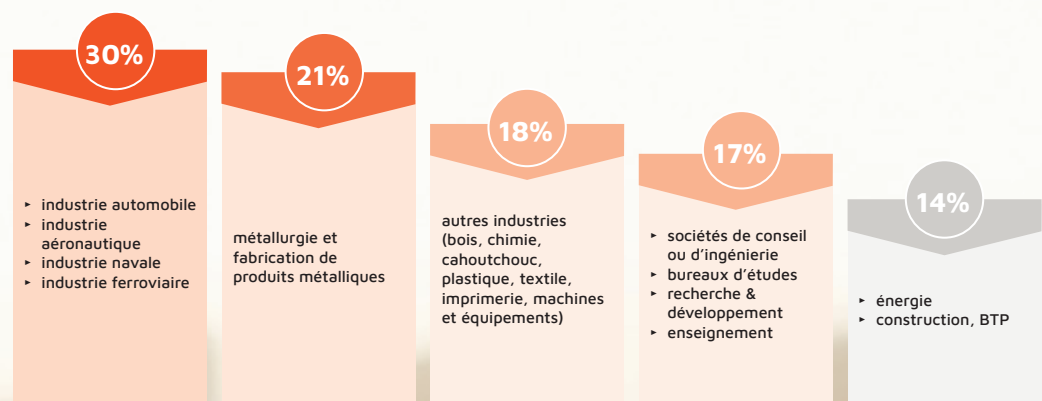 30%
industrie automobile
industrie
aéronautique
industrie navale
industrie ferroviaire
21%
métallurgie et
fabrication de
produits métalliques
18%
autres industries
(bois, chimie,
cahoutchouc,
plastique, textile,
imprimerie, machines
et équipements)
17%
sociétés de conseil
ou d'ingénierie
bureaux d'études
recherche &
développement
enseignement
14%
énergie
construction, BTP